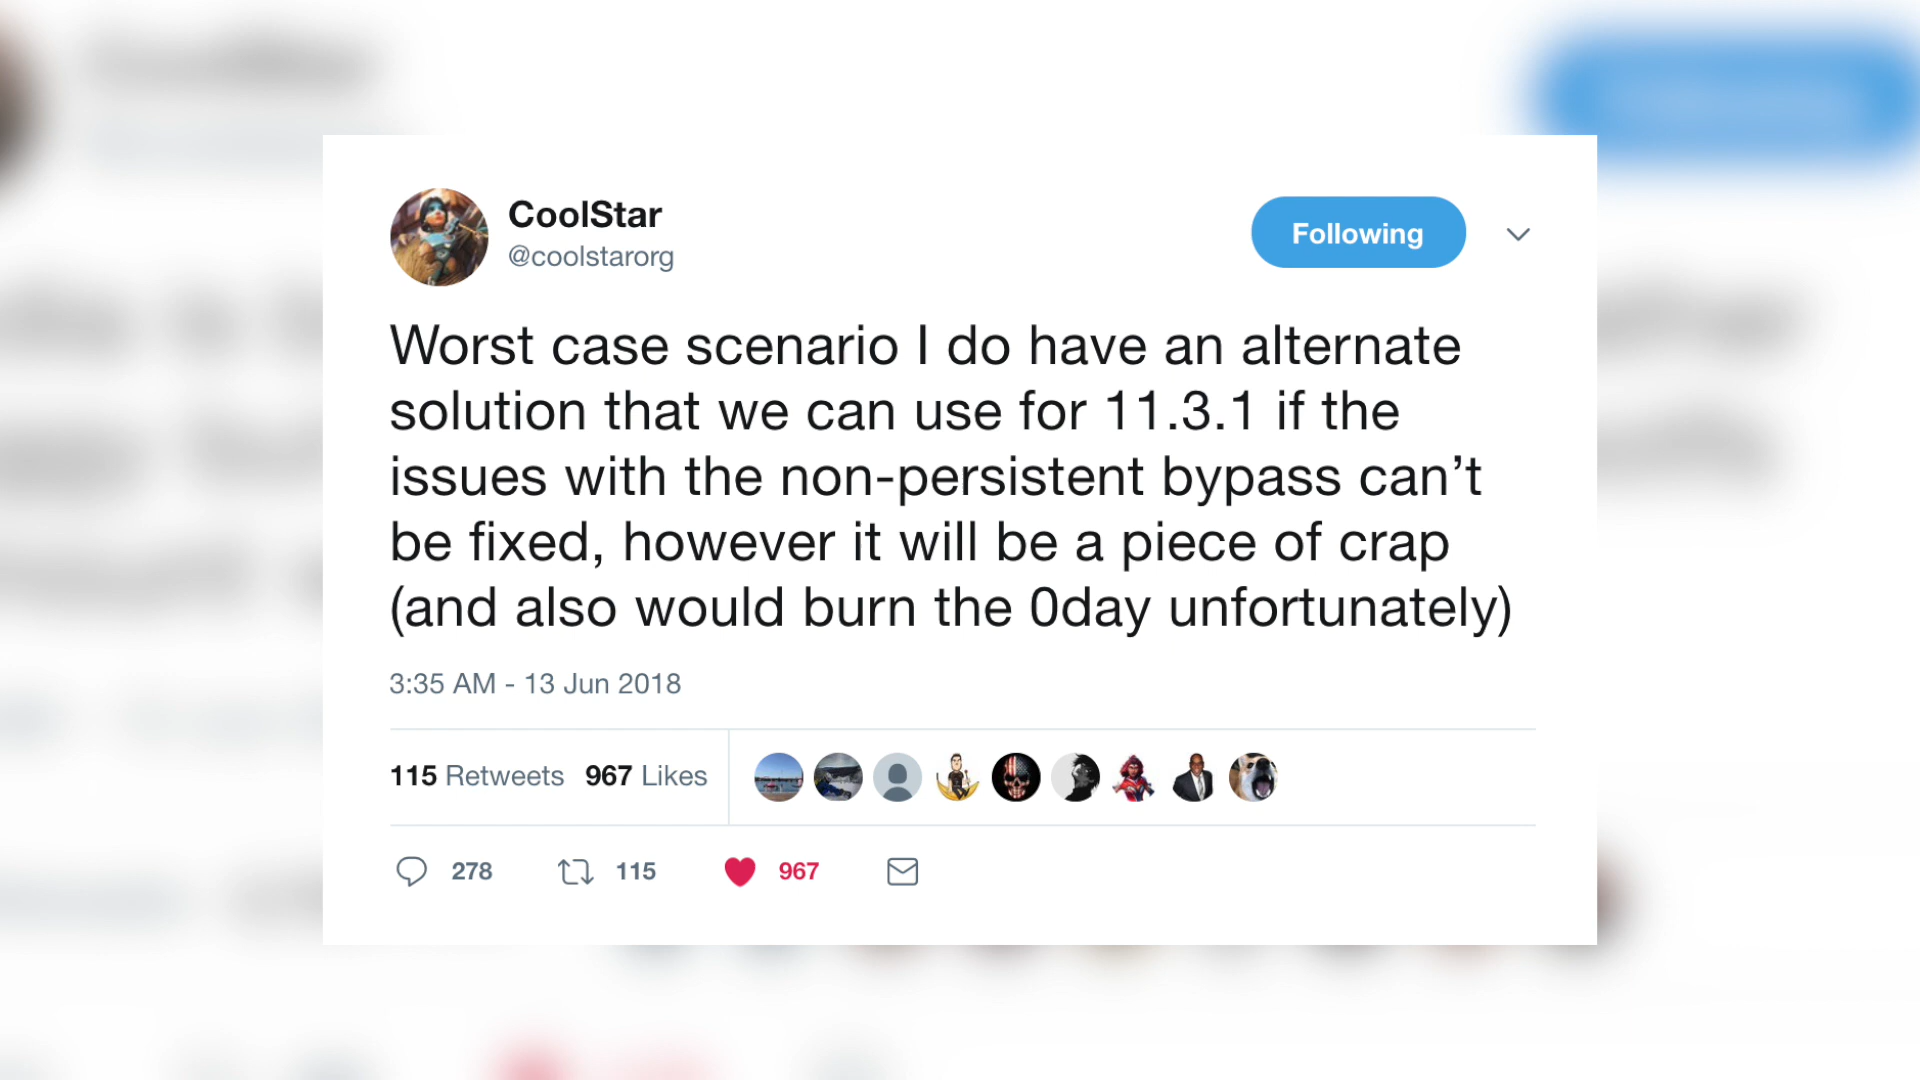 CoolStar
@coolstarorg
Following
Worst case scenario I do have an alternate
solution that we can use for 11.3.1 if the
issues with the non-persistent bypass can’t
be fixed, however it will be a piece of crap
(and also would burn the 0day unfortunately)
3:35 AM - 13 Jun 2018
115 Retweets 967 Likes
278 115 967